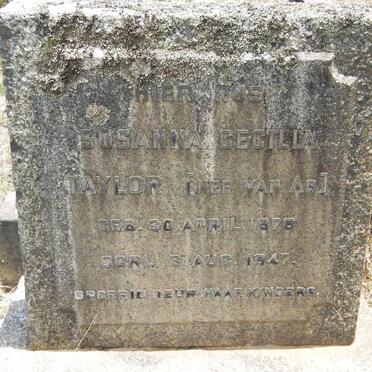 HIER RUS
SUSANNA CECILIA
TAYLOR [NEE VAN AS]
GEB. 30 APRIL 1878
OORL. AUG. 1947.
OPGERIG DEUR HAAR KINDERS.